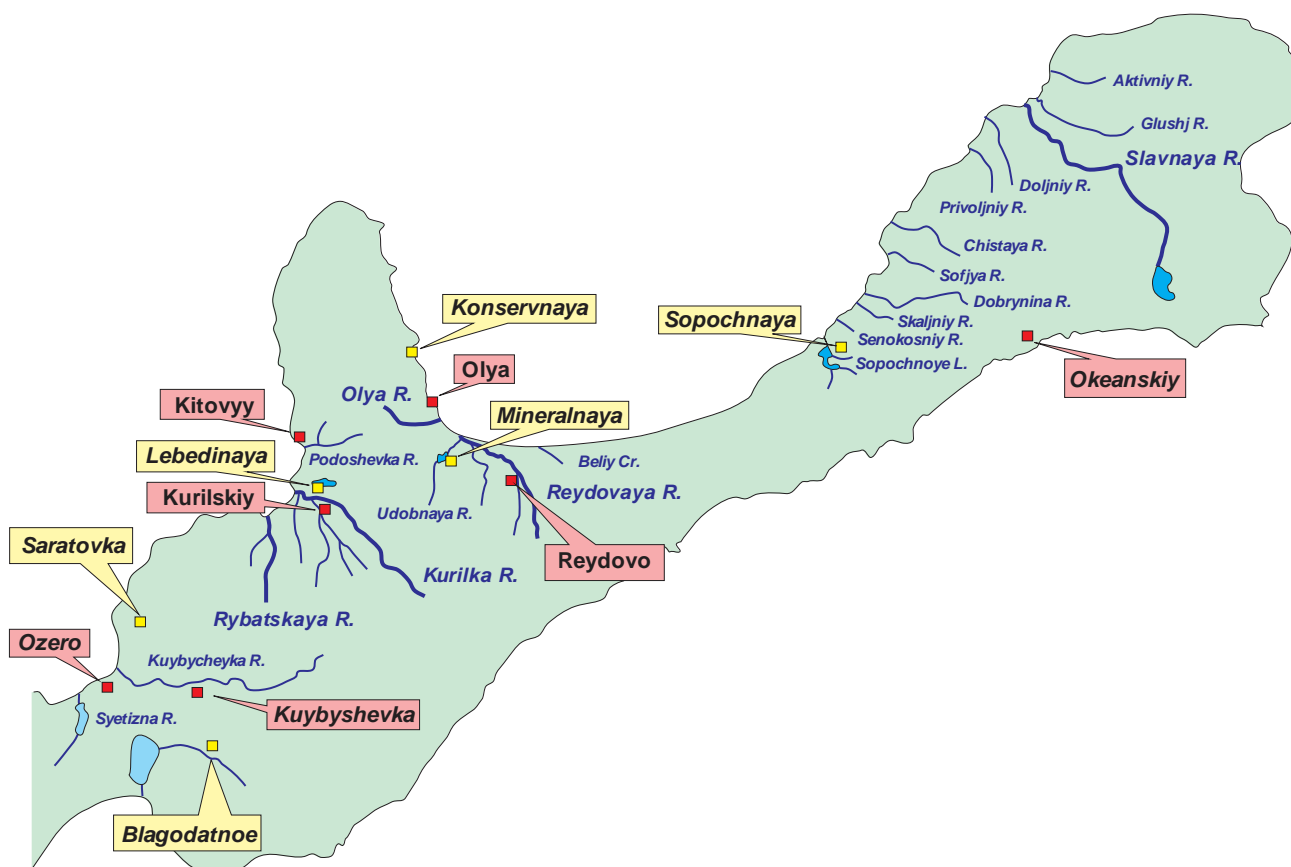 Aktivniy R.
Glushj R.
Slavnaya R.
Doljniy R.
Privoljniy R.
Chistaya R.
Sofjya R.
Dobrynina R.
Konservnaya
Sopochnaya
Skaljniy R.
Senokosniy R.
Sopochnoye L.
Olya
Okeanskiy
Olya R.
Kitovyy
Mineralnaya
Lebedinaya
Podoshevka R.
Beliy Cr.
Kurilskiy
Reydovaya R.
Udobnaya R.
Saratovka
Reydovo
Kurilka R.
Rybatskaya R.
Ozero
Kuybycheyka R.
Syetizna R.
Kuybyshevka
Blagodatnoe